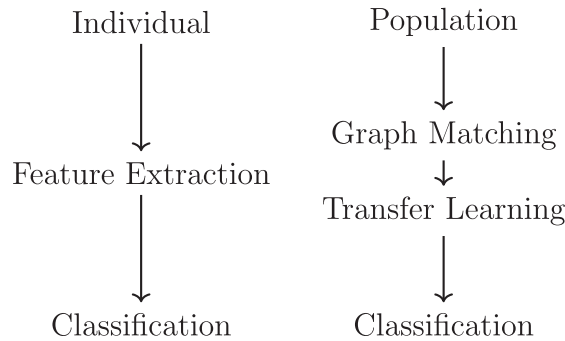 Individual
Feature Extraction
Classification
Population
Graph Matching
Transfer Learning
Classification